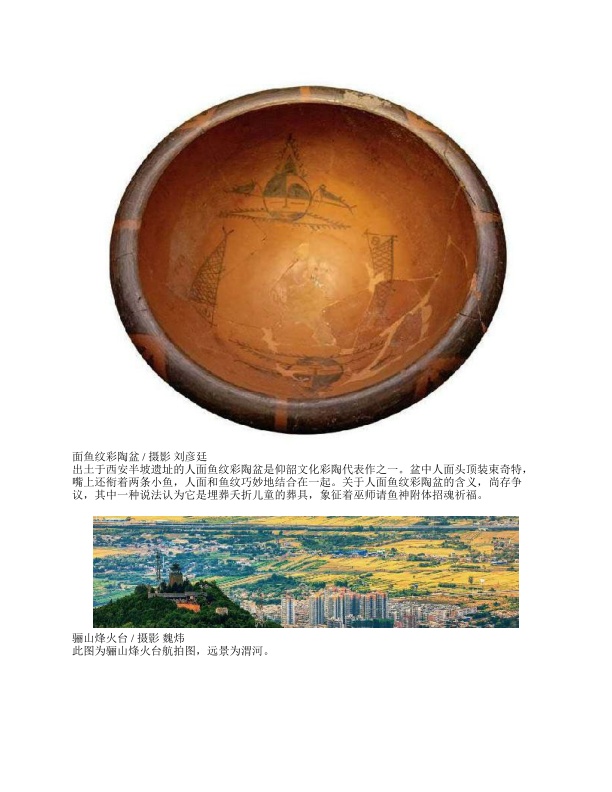 面鱼纹彩陶盆 / 摄影 刘彦廷
出土于西安半坡遗址的人面鱼纹彩陶盆是仰韶文化彩陶代表作之一。盆中人面头顶装束奇特，
嘴上还衔着两条小鱼，人面和鱼纹巧妙地结合在一起。关于人面鱼纹彩陶盆的含义，尚存争
议，其中一种说法认为它是埋葬夭折儿童的葬具，象征着巫师请鱼神附体招魂祈福。
骊山烽火台 / 摄影 魏炜
此图为骊山烽火台航拍图，远景为渭河。